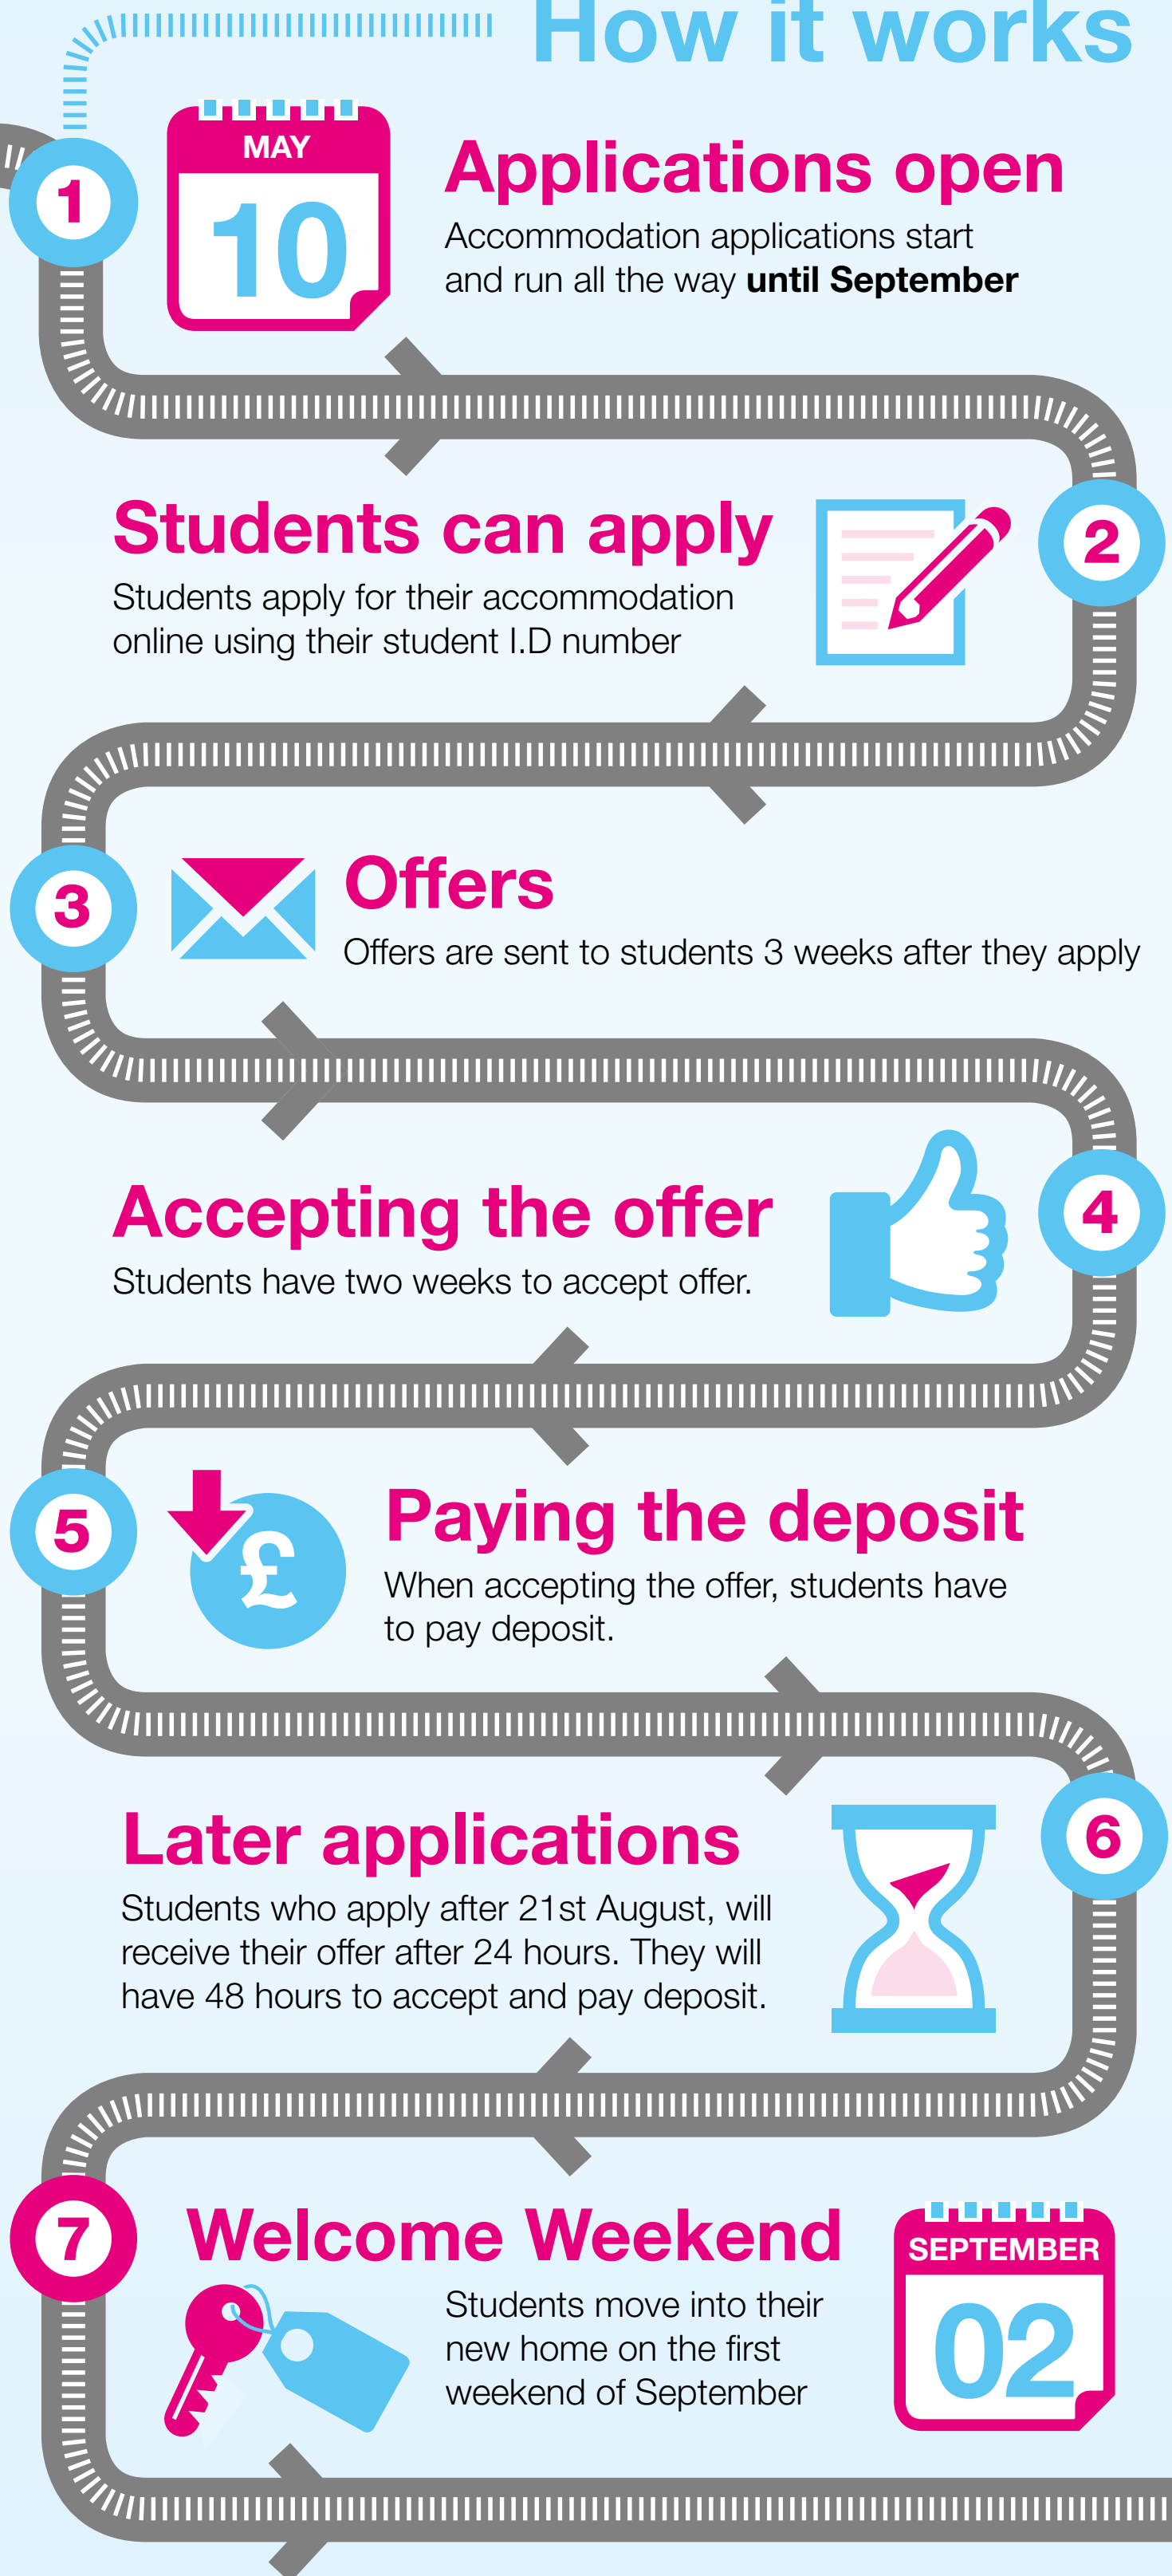 How it works
1
MAY
10
Applications open
Accommodation applications start
and run all the way until September
Students can apply
Students apply for their accommodation
online using their student I.D number
2
3
Offers
Offers are sent to students 3 weeks after they apply
Accepting the offer
Students have two weeks to accept offer.
4
5
£
Paying the deposit
When accepting the offer, students have
to pay deposit.
Later applications
Students who apply after 21st August, will
receive their offer after 24 hours. They will
have 48 hours to accept and pay deposit.
6
7
Welcome Weekend
Students move into their
new home on the first
weekend of September
SEPTEMBER
02